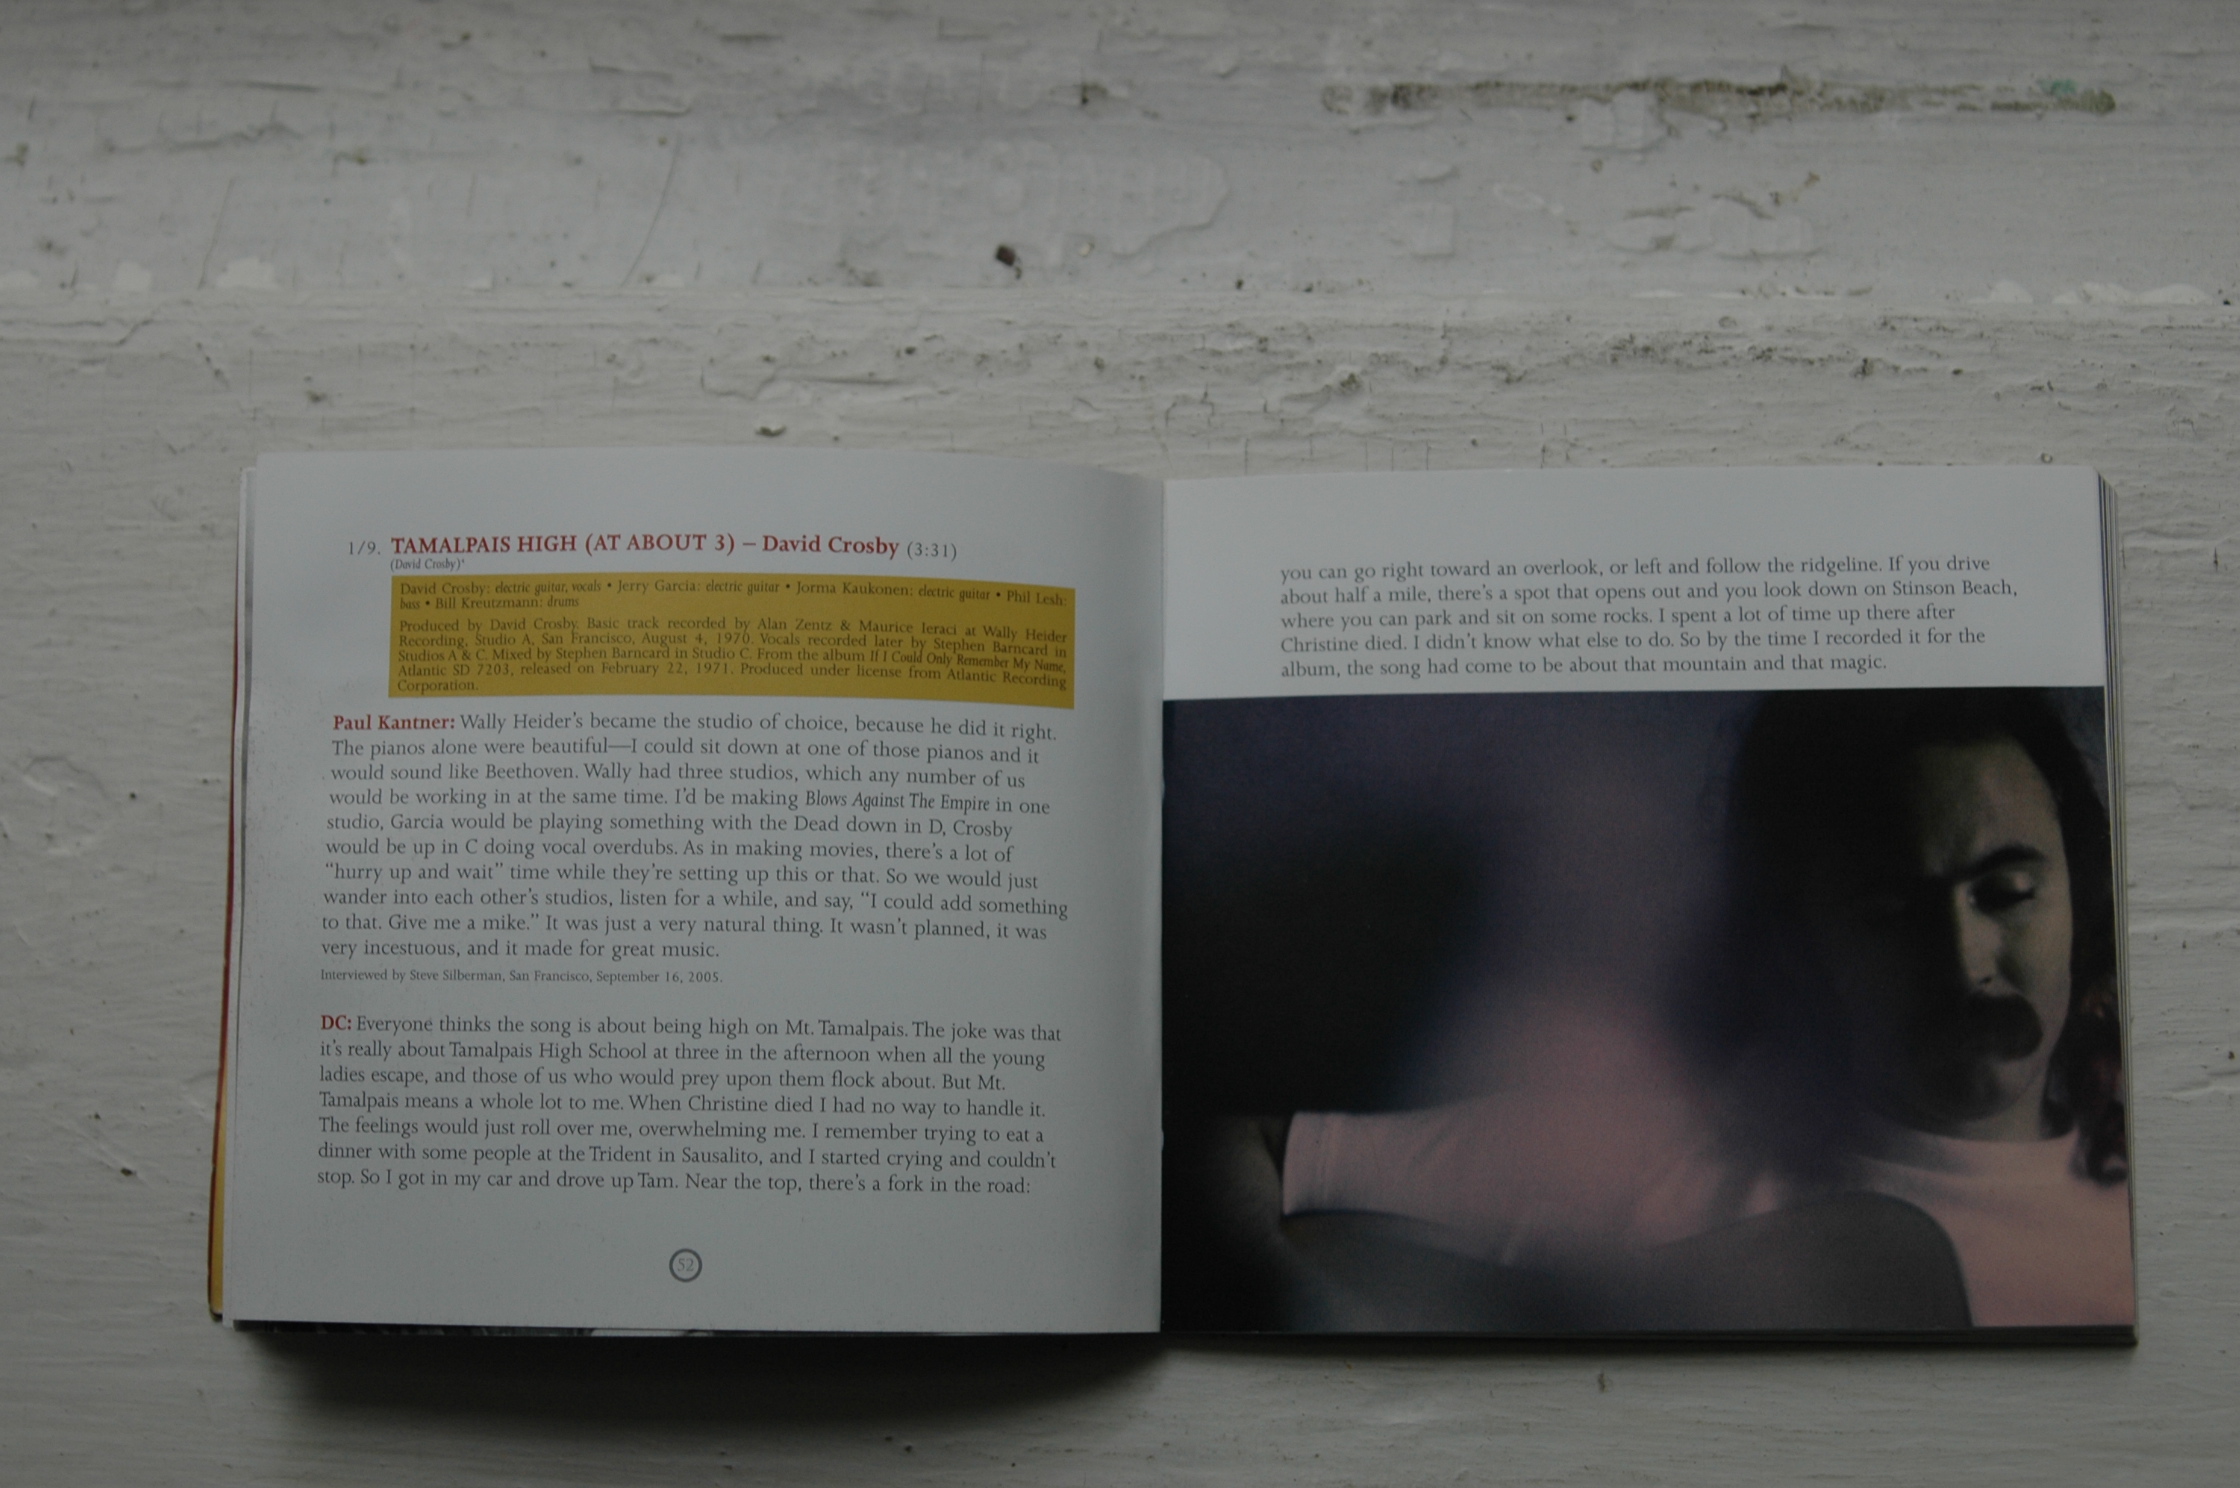 1/9. TAMALPAIS HIGH (AT ABOUT 3) – David Crosby (3:31)
(David Crosby)¹
David Crosby: electric guitar, vocals • Jerry Garcia: electric guitar • Jorma Kaukonen: electric guitar • Phil Lesh:
bass • Bill Kreutzmann: drums
Produced by David Crosby. Basic track recorded by Alan Zentz & Maurice Ieraci at Wally Heider
Recording, Studio A, San Francisco, August 4, 1970. Vocals recorded later by Stephen Barncard in
Studios A & C. Mixed by Stephen Barncard in Studio C. From the album If I Could Only Remember My Name,
Atlantic SD 7203, released on February 22, 1971. Produced under license from Atlantic Recording
Corporation.
Paul Kantner: Wally Heider's became the studio of choice, because he did it right.
The pianos alone were beautiful—I could sit down at one of those pianos and it
would sound like Beethoven. Wally had three studios, which any number of us
would be working in at the same time. I'd be making Blows Against The Empire in one
studio, Garcia would be playing something with the Dead down in D, Crosby
would be up in C doing vocal overdubs. As in making movies, there's a lot of
“hurry up and wait” time while they're setting up this or that. So we would just
wander into each other's studios, listen for a while, and say, “I could add something
to that. Give me a mike.” It was just a very natural thing. It wasn't planned, it was
very incestuous, and it made for great music.
Interviewed by Steve Silberman, San Francisco, September 16, 2005.
DC: Everyone thinks the song is about being high on Mt. Tamalpais. The joke was that
it's really about Tamalpais High School at three in the afternoon when all the young
ladies escape, and those of us who would prey upon them flock about. But Mt.
Tamalpais means a whole lot to me. When Christine died I had no way to handle it.
The feelings would just roll over me, overwhelming me. I remember trying to eat a
dinner with some people at the Trident in Sausalito, and I started crying and couldn't
stop. So I got in my car and drove up Tam. Near the top, there's a fork in the road:
52
you can go right toward an overlook, or left and follow the ridgeline. If you drive
about half a mile, there's a spot that opens out and you look down on Stinson Beach,
where you can park and sit on some rocks. I spent a lot of time up there after
Christine died. I didn't know what else to do. So by the time I recorded it for the
album, the song had come to be about that mountain and that magic.